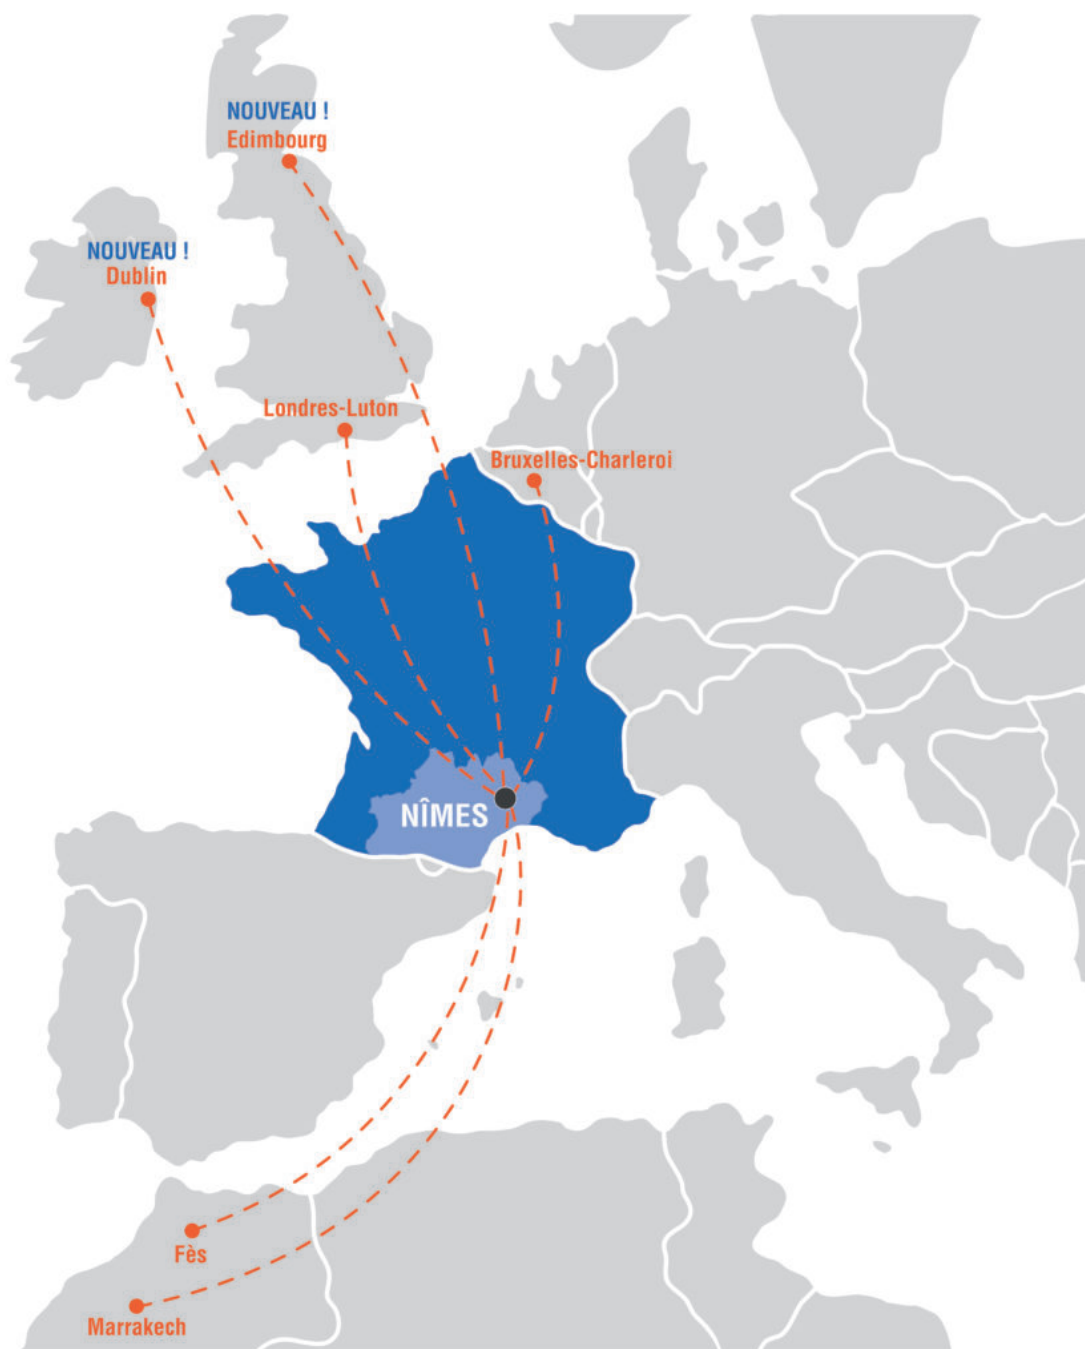 NOUVEAU !
Edimbourg
NOUVEAU !
Dublin
Londres-Luton
Bruxelles-Charleroi
NÎMES
Fès
Marrakech